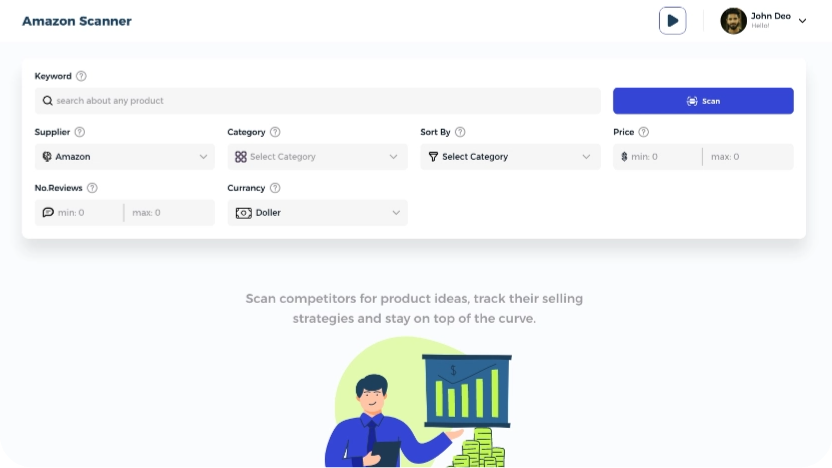 Amazon Scanner
John Deo
Hello!
Keyword
search about any product
Scan
Supplier
Category
Sort By
Price
Amazon
Select Category
Select Category
min: 0
max: 0
No.Reviews
Currancy
min: 0
max: 0
Doller
Scan competitors for product ideas, track their selling
strategies and stay on top of the curve.
$